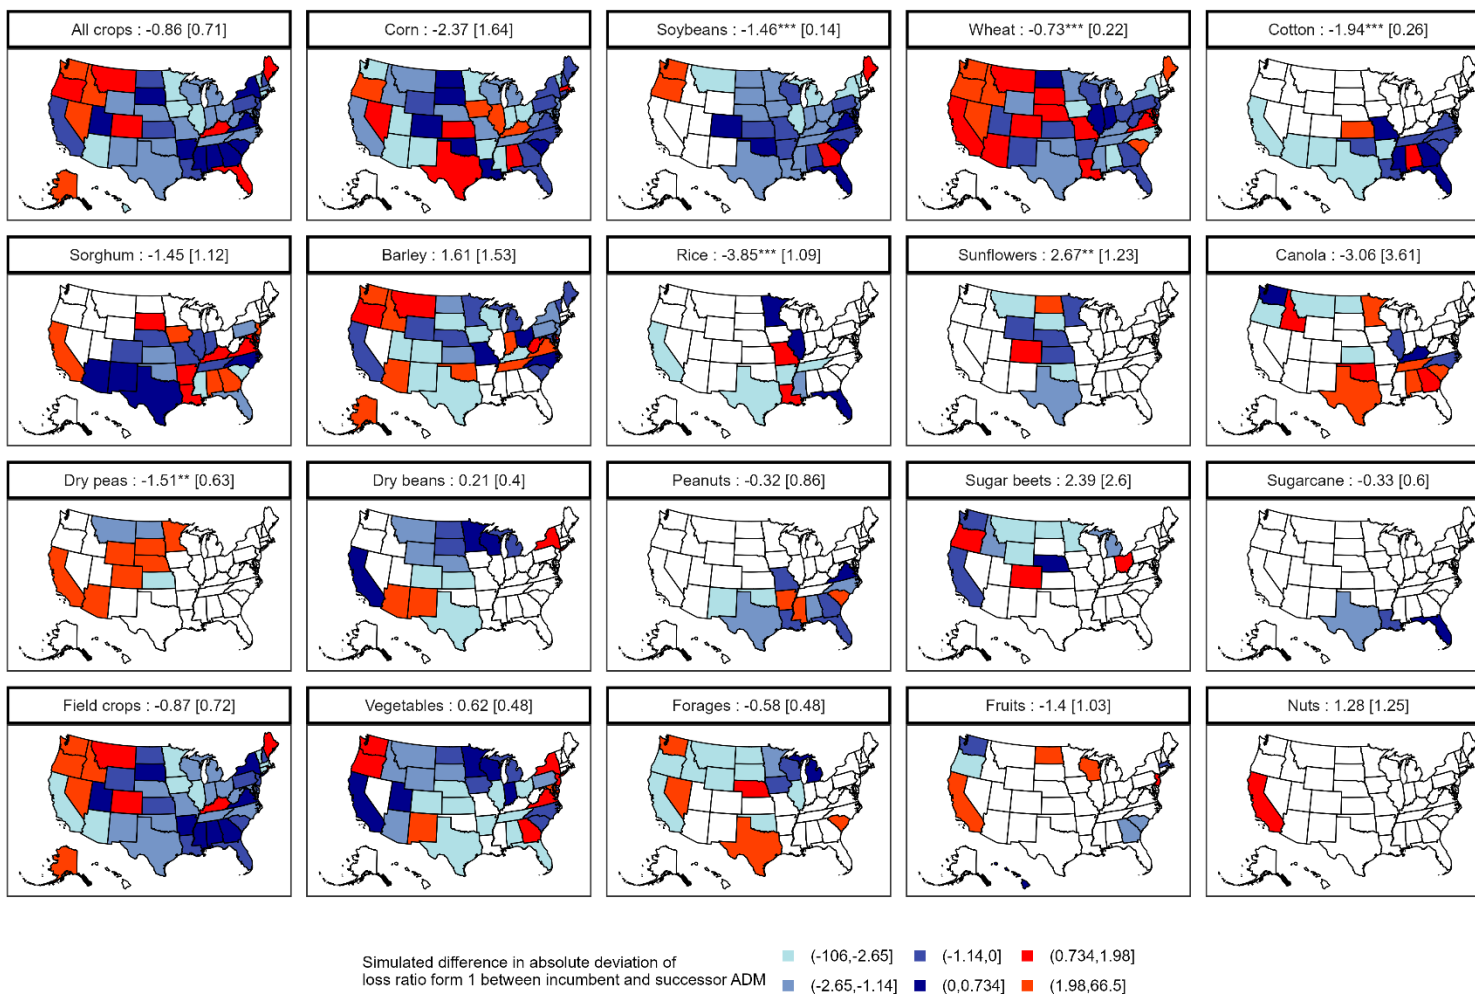 All crops : -0.86 [0.71]
Corn : -2.37 [1.64]
Soybeans : -1.46*** [0.14]
Wheat : -0.73*** [0.22]
Cotton : -1.94*** [0.26]
Sorghum : -1.45 [1.12]
Barley : 1.61 [1.53]
Rice : -3.85*** [1.09]
Sunflowers : 2.67** [1.23]
Canola : -3.06 [3.61]
Dry peas : -1.51** [0.63]
Dry beans : 0.21 [0.4]
Peanuts : -0.32 [0.86]
Sugar beets : 2.39 [2.6]
Sugarcane : -0.33 [0.6]
Field crops : -0.87 [0.72]
Vegetables : 0.62 [0.48]
Forages : -0.58 [0.48]
Fruits : -1.4 [1.03]
Nuts : 1.28 [1.25]
Simulated difference in absolute deviation of
loss ratio form 1 between incumbent and successor ADM
(-106,-2.65]
(-1.14,0]
(0.734,1.98]
(-2.65,-1.14]
(0,0.734]
(1.98,66.5]